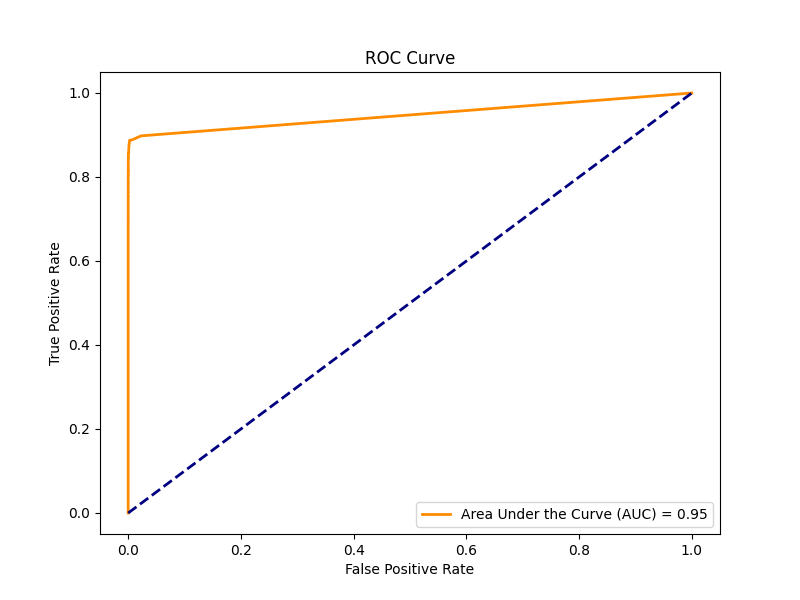 ROC Curve
True Positive Rate
1.0
0.8
0.6
0.4
0.2
0.0
Area Under the Curve (AUC) = 0.95
0.0 0.2 0.4 0.6 0.8 1.0
False Positive Rate